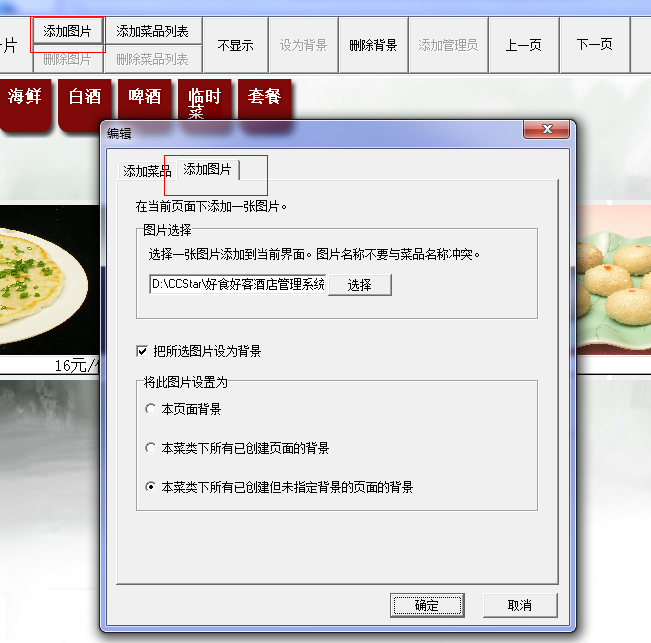 片
添加图片
添加菜品列表
删除图片
删除菜品列表
不显示
设为背景
删除背景
添加管理员
上一页
下一页
海鲜
白酒
啤酒
临时
菜
套餐
编辑
添加菜品
添加图片
在当前页面下添加一张图片。
图片选择
选择一张图片添加到当前界面。图片名称不要与菜品名称冲突。
D:\CCStar\好食好客酒店管理系统
选择
把所选图片设为背景
将此图片设置为
本页面背景
本菜类下所有已创建页面的背景
本菜类下所有已创建但未指定背景的页面的背景
16元/
确定
取消